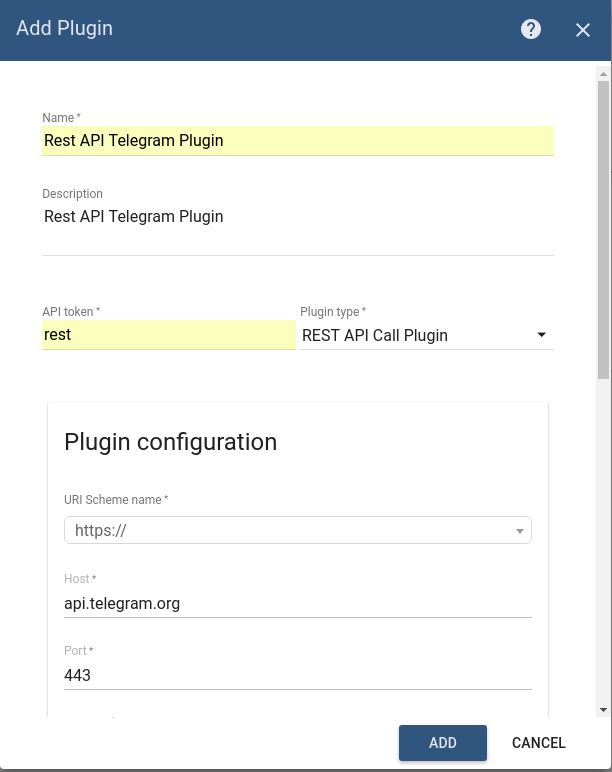 Add Plugin ?
Name *
Rest API Telegram Plugin
Description
Rest API Telegram Plugin
API token * Plugin type *
rest REST API Call Plugin
Plugin configuration
URI Scheme name *
https://
Host *
api.telegram.org
Port *
443
ADD CANCEL